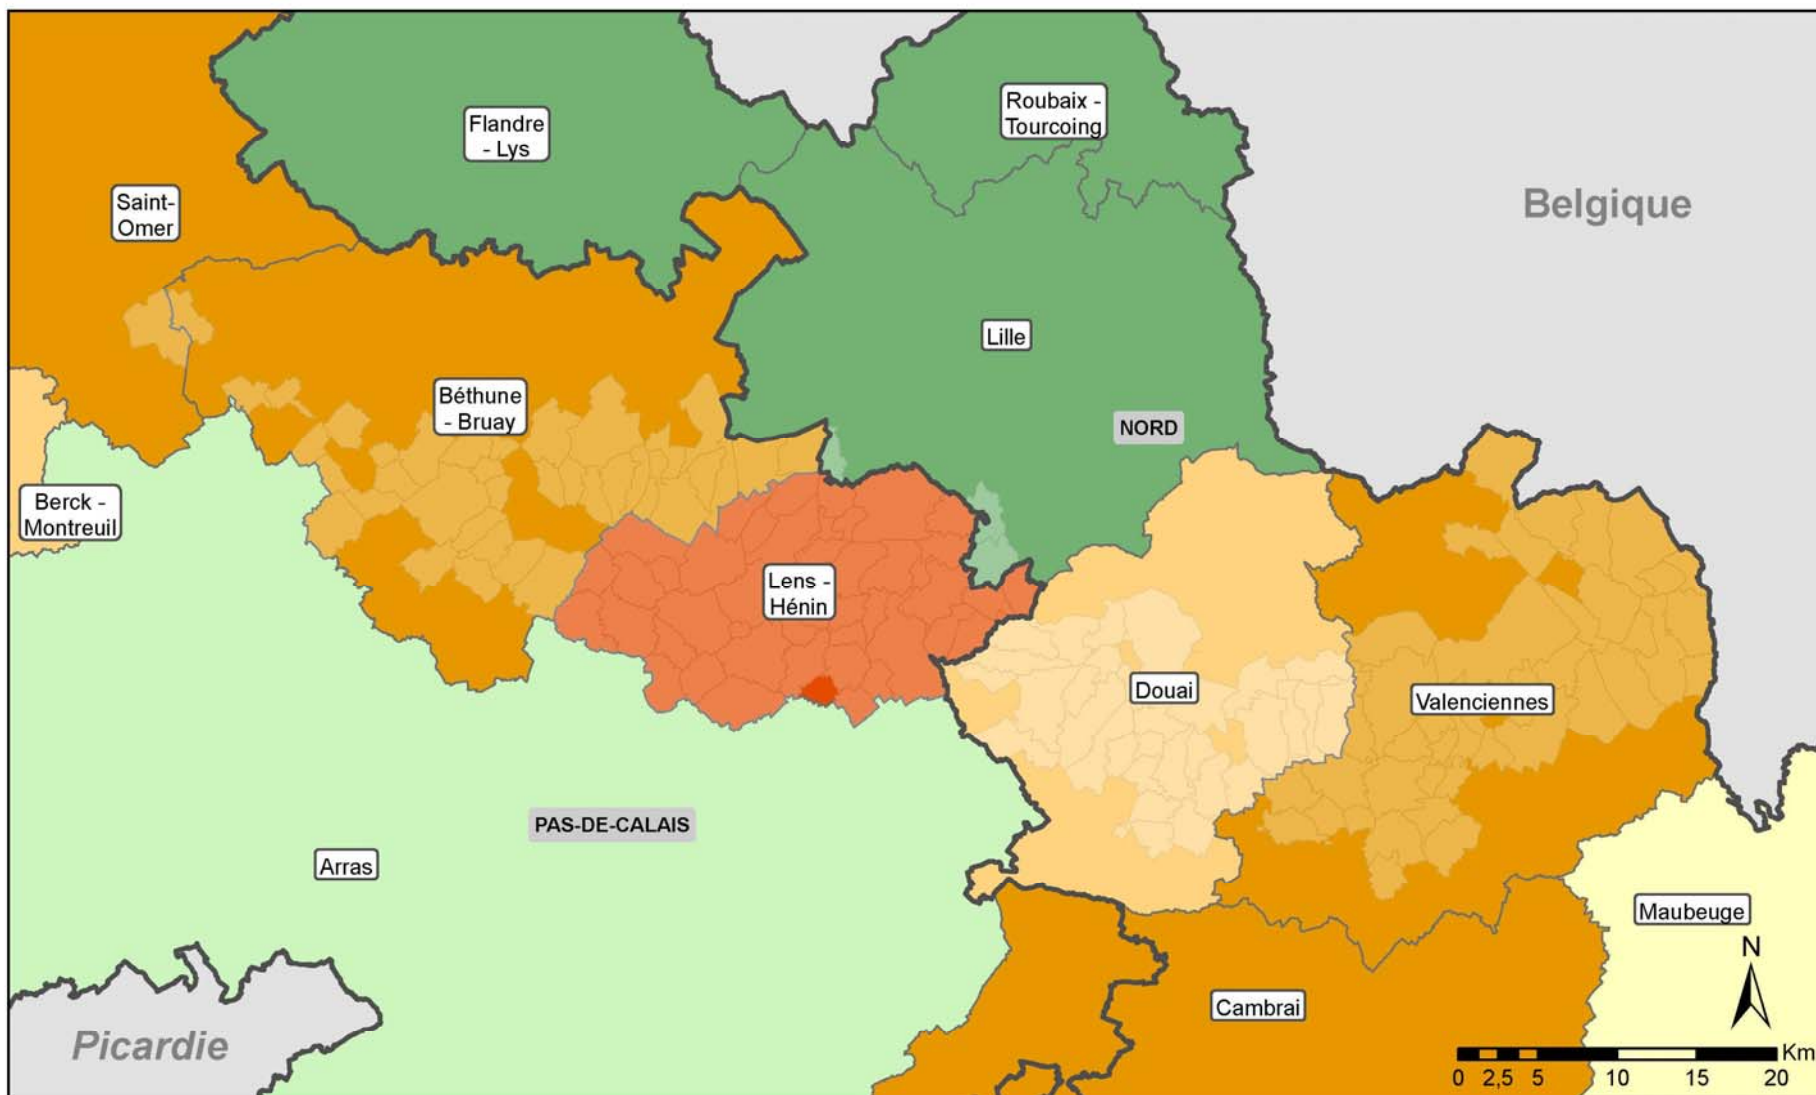 Flandre
- Lys
Roubaix -
Tourcoing
Saint-
Omer
Belgique
Lille
Béthune
- Bruay
NORD
Berck -
Montreuil
Lens -
Hénin
Douai
Valenciennes
PAS-DE-CALAIS
Arras
Maubeuge
N
Cambrai
Picardie
Km
0 2,5 5 10 15 20